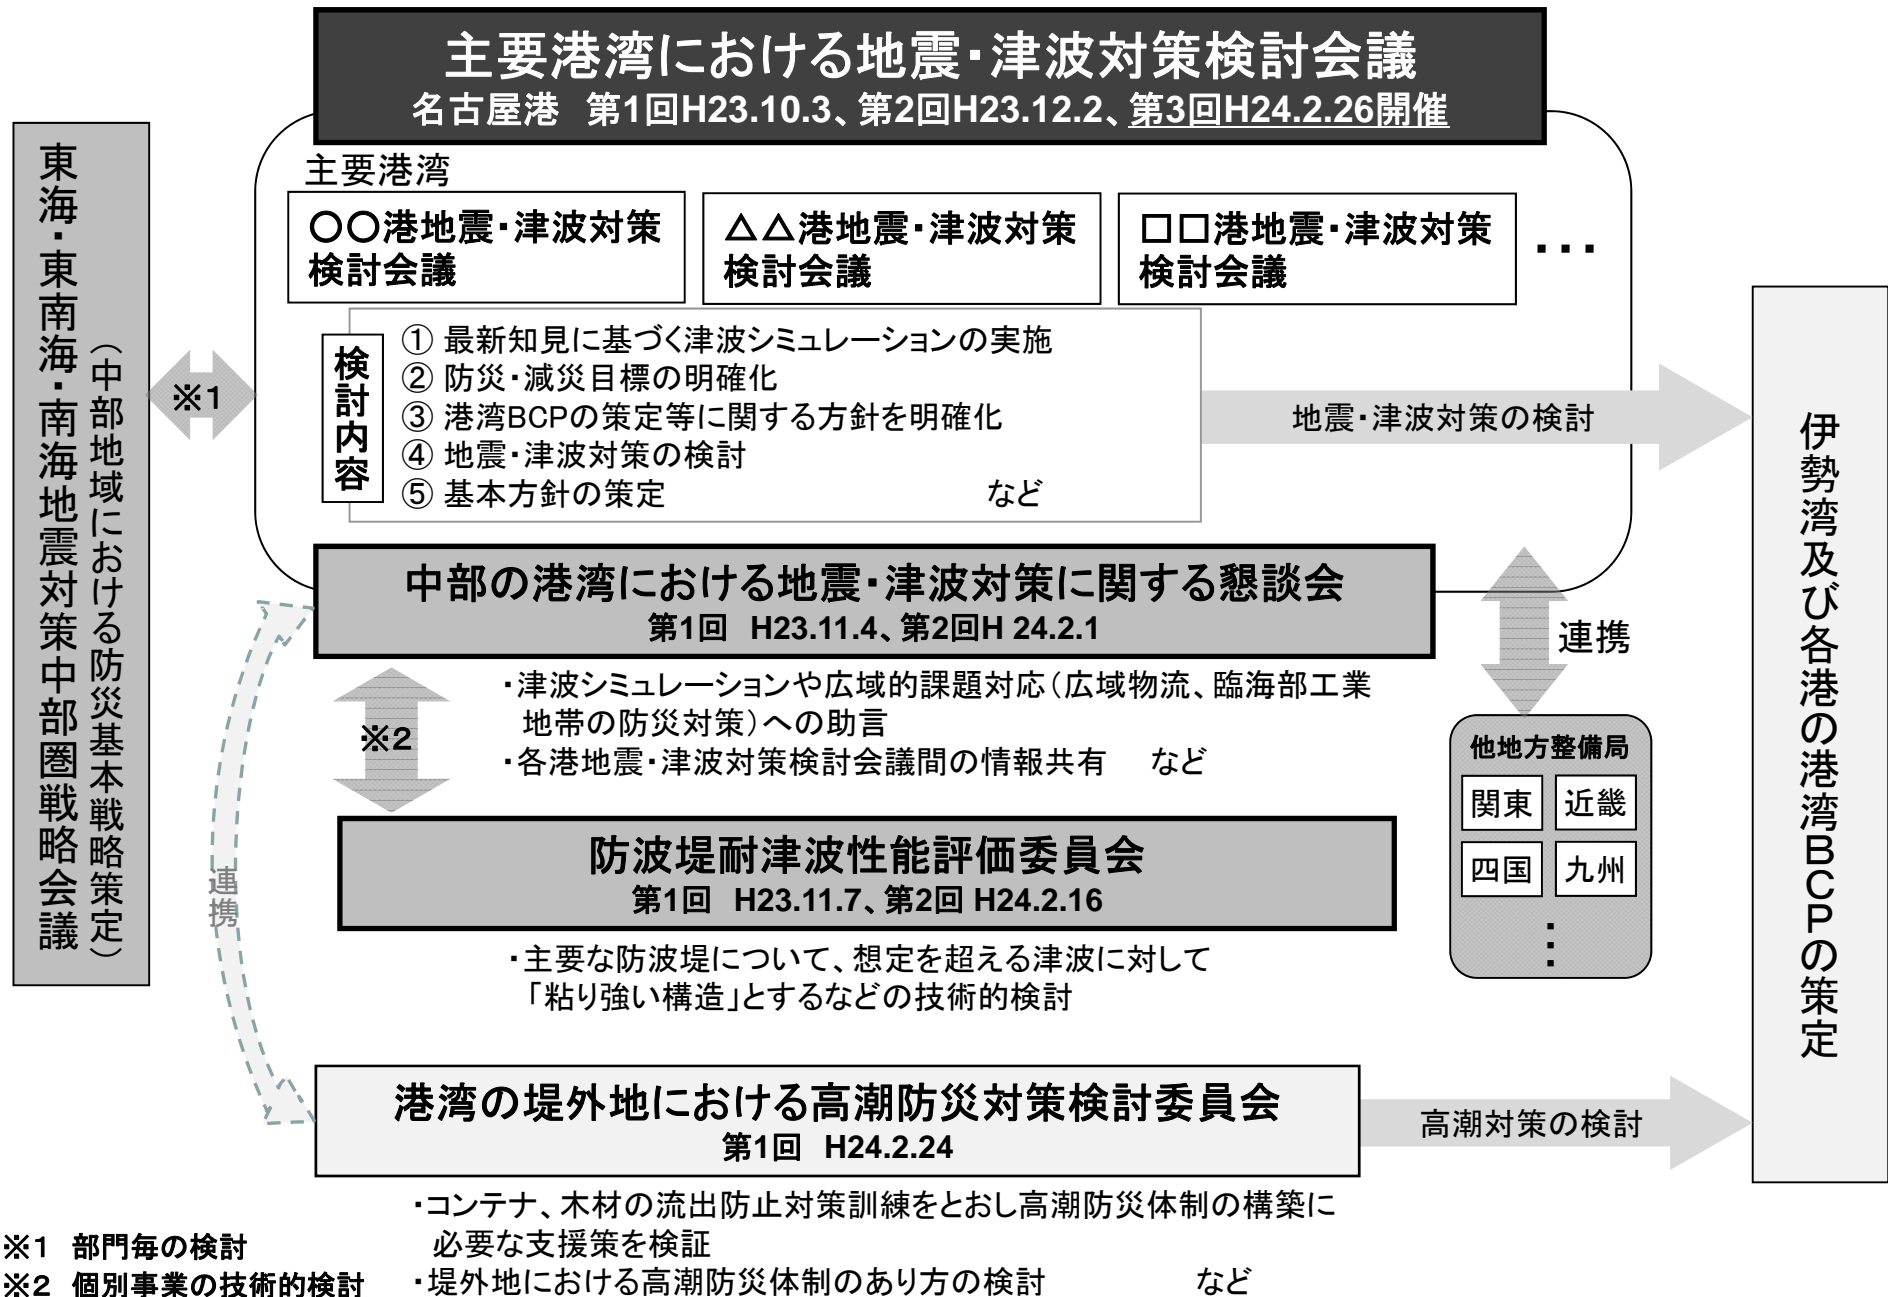 主要港湾における地震・津波対策検討会議
名古屋港 第1回H23.10.3、第2回H23.12.2、第3回H24.2.26開催
東海・東南海・南海地震対策中部圏戦略会議
（中部地域における防災基本戦略策定）
※1
主要港湾
〇〇港地震・津波対策
検討会議
△△港地震・津波対策
検討会議
□□港地震・津波対策
検討会議
・・・
検討内容
① 最新知見に基づく津波シミュレーションの実施
② 防災・減災目標の明確化
③ 港湾BCPの策定等に関する方針を明確化
④ 地震・津波対策の検討
⑤ 基本方針の策定 など
地震・津波対策の検討
伊勢湾及び各港の港湾BCPの策定
中部の港湾における地震・津波対策に関する懇談会
第1回 H23.11.4、第2回H 24.2.1
・津波シミュレーションや広域的課題対応（広域物流、臨海部工業
地帯の防災対策）への助言
・各港地震・津波対策検討会議間の情報共有 など
連携
他地方整備局
関東
近畿
四国
九州
・・・
※2
防波堤耐津波性能評価委員会
第1回 H23.11.7、第2回 H24.2.16
・主要な防波堤について、想定を超える津波に対して
「粘り強い構造」とするなどの技術的検討
連携
港湾の堤外地における高潮防災対策検討委員会
第1回 H24.2.24
高潮対策の検討
・コンテナ、木材の流出防止対策訓練をとおし高潮防災体制の構築に
必要な支援策を検証
・堤外地における高潮防災体制のあり方の検討 など
※1 部門毎の検討
※2 個別事業の技術的検討